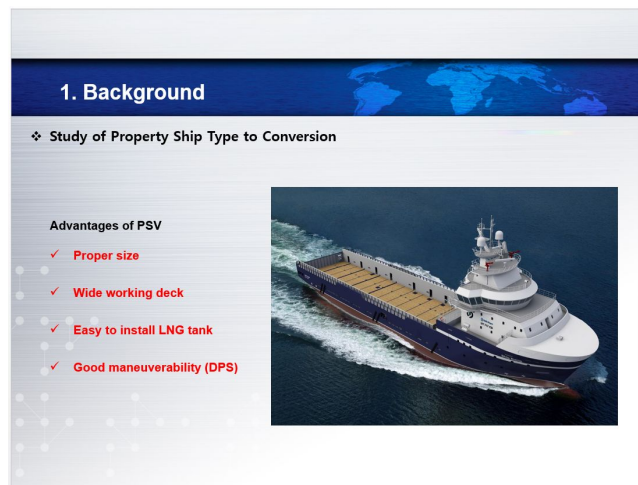 1. Background
❖ Study of Property Ship Type to Conversion
Advantages of PSV
✓ Proper size
✓ Wide working deck
✓ Easy to install LNG tank
✓ Good maneuverability (DPS)